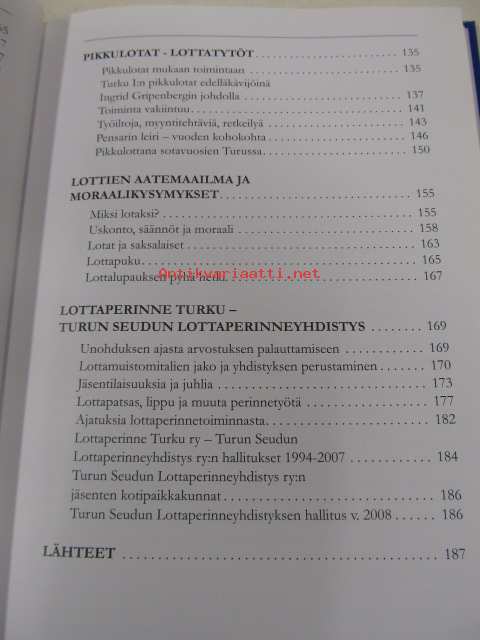 PIKKULOTAT - LOTTATYTÖT. . . . . . . . . . . . . . . . . . . . 135
Pikkulotat mukaan toimintaan . . . . . . . . . . . . . . . . . . . . 135
Turku I:n pikkulotat edelläkävijöinä
Ingrid Gripenbergin johdolla . . . . . . . . . . . . . . . . . . . . 137
Toiminta vakiintuu . . . . . . . . . . . . . . . . . . . . 141
Työiltoja, myyntitehtäviä, retkeilyä . . . . . . . . . . . . . . . . . . . . 143
Pensarin leiri – vuoden kohokohta . . . . . . . . . . . . . . . . . . . . 146
Pikkulottana sotavuosien Turussa. . . . . . . . . . . . . . . . . . . . 150
LOTTIEN AATEMAAILMA JA
MORAALIKYSYMYKSET. . . . . . . . . . . . . . . . . . . . 155
Miksi lotaksi? . . . . . . . . . . . . . . . . . . . . 155
Uskonto, säännöt ja moraali . . . . . . . . . . . . . . . . . . . . 158
Lotat ja saksalaiset . . . . . . . . . . . . . . . . . . . . 163
Lottapuku. . . . . . . . . . . . . . . . . . . . 165
Lottalupauksen pyhä hetki. . . . . . . . . . . . . . . . . . . . 167
Antikvariaatti.net
LOTTAPERINNE TURKU –
TURUN SEUDUN LOTTAPERINNEYHDISTYS . . . . . . . 169
Unohduksen ajasta arvostuksen palauttamiseen . . . . . . . . . . . . 169
Lottamuistomitalien jako ja yhdistyksen perustaminen . . . . . . . 170
Jäsentilaisuuksia ja juhlia . . . . . . . . . . . . . . . . . . . . 173
Lottapatsas, lippu ja muuta perinnetyötä . . . . . . . . . . . . . . . . . . 177
Ajatuksia lottaperinnetoiminnasta. . . . . . . . . . . . . . . . . . . . 182
Lottaperinne Turku ry – Turun Seudun
Lottaperinneyhdistys ry:n hallitukset 1994-2007 . . . . . . . . . . . . 184
Turun Seudun Lottaperinneyhdistys ry:n
jäsenten kotipaikkakunnat . . . . . . . . . . . . . . . . . . . . 186
Turun Seudun Lottaperinneyhdistyksen hallitus v. 2008 . . . . . . 186
LÄHTEET . . . . . . . . . . . . . . . . . . . . 187